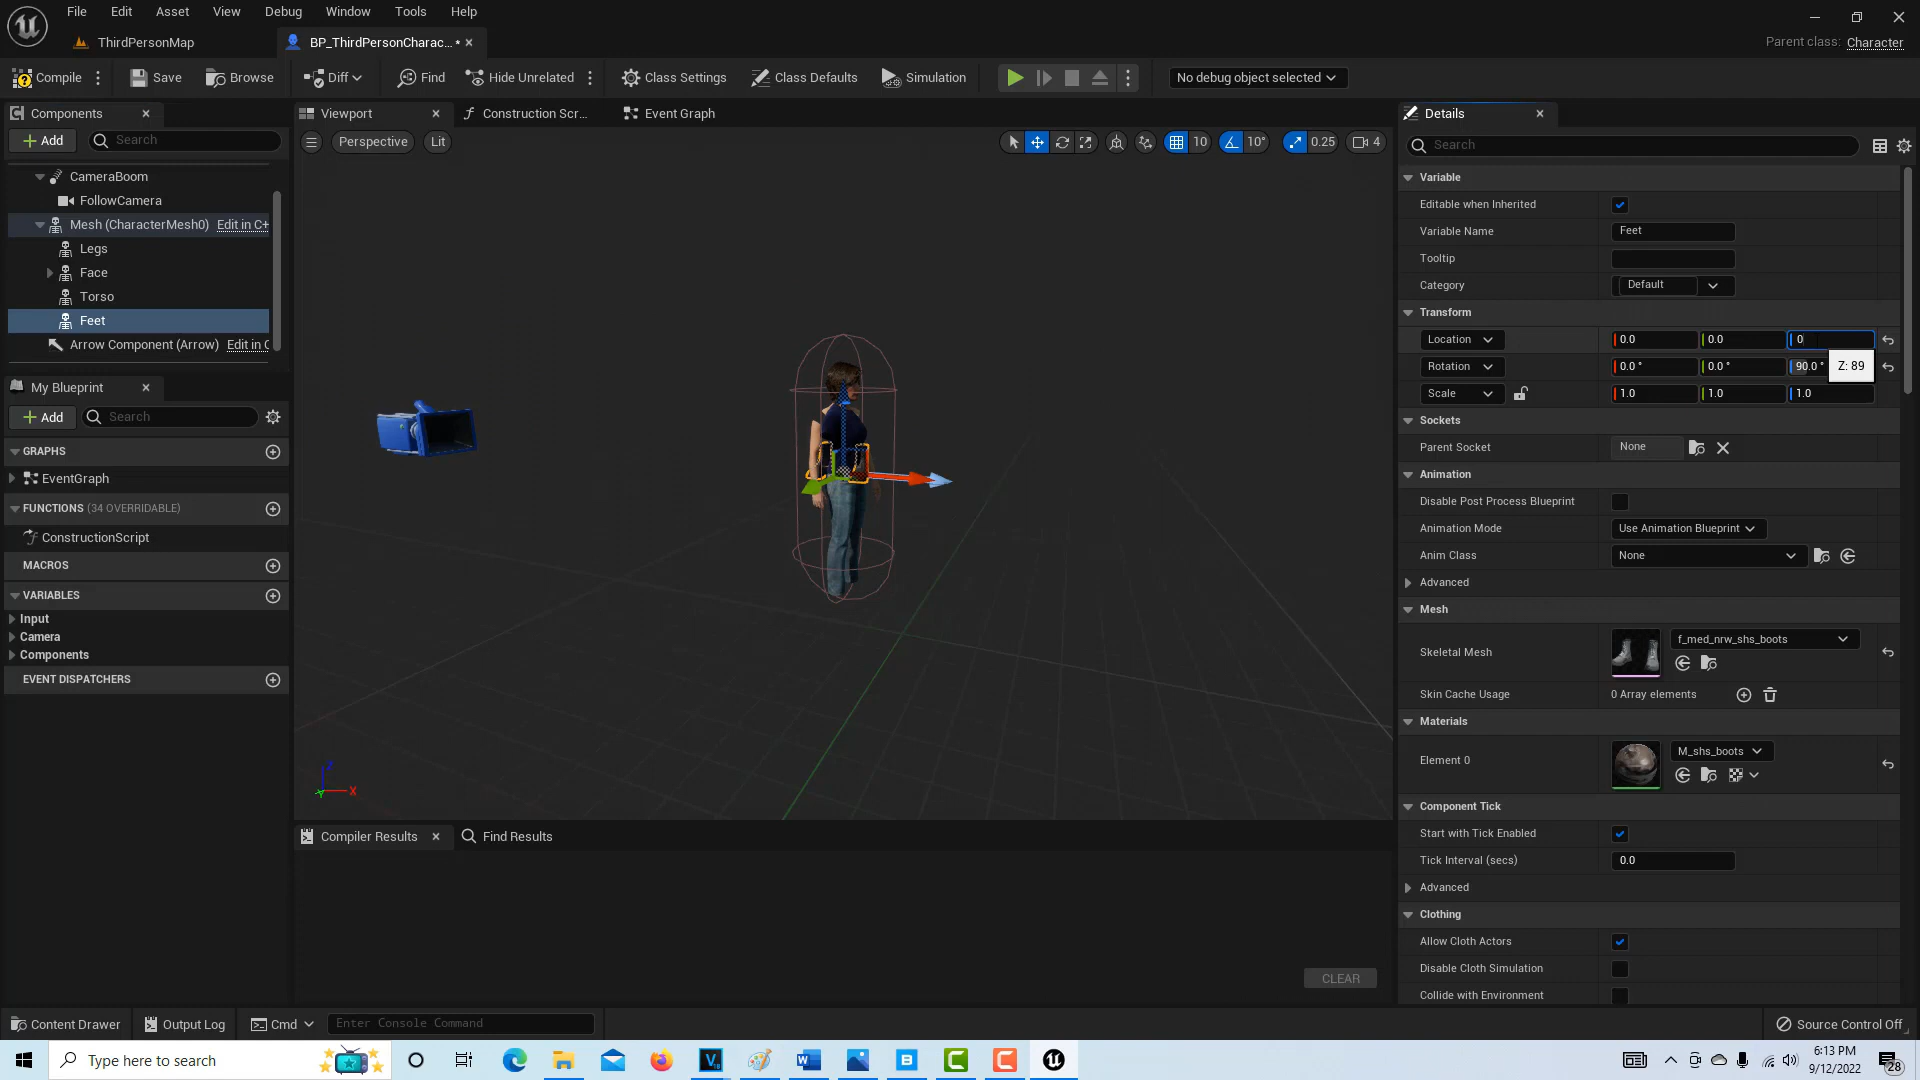 File Edit Asset View Debug Window Tools Help
ThirdPersonMap
BP_ThirdPersonCharac... *
Parent class: Character
Compile
Save
Browse
Diff
Find
Hide Unrelated
Class Settings
Class Defaults
Simulation
No debug object selected
Components
Add
Search
CameraBoom
FollowCamera
Mesh (CharacterMesh0) Edit in C+
Legs
Face
Torso
Feet
Arrow Component (Arrow) Edit in C
My Blueprint
Add
Search
GRAPHS
EventGraph
FUNCTIONS (34 OVERRIDABLE)
ConstructionScript
MACROS
VARIABLES
Input
Camera
Components
EVENT DISPATCHERS
Viewport
Construction Scr...
Event Graph
Perspective
Lit
10
10°
0.25
4
Z
X
Y
Compiler Results
Find Results
CLEAR
Details
Search
Variable
Editable when Inherited
Variable Name Feet
Tooltip
Category Default
Transform
Location 0.0 0.0 0
Rotation 0.0 ° 0.0 ° 90.0 °
Z: 89
Scale 1.0 1.0 1.0
Sockets
Parent Socket None
Animation
Disable Post Process Blueprint
Animation Mode Use Animation Blueprint
Anim Class None
Advanced
Mesh
Skeletal Mesh f_med_nrw_shs_boots
Skin Cache Usage 0 Array elements
Materials
Element 0 M_shs_boots
Component Tick
Start with Tick Enabled
Tick Interval (secs) 0.0
Advanced
Clothing
Allow Cloth Actors
Disable Cloth Simulation
Collide with Environment
Content Drawer
Output Log
Cmd
Enter Console Command
Source Control Off
Type here to search
6:13 PM
9/12/2022
28